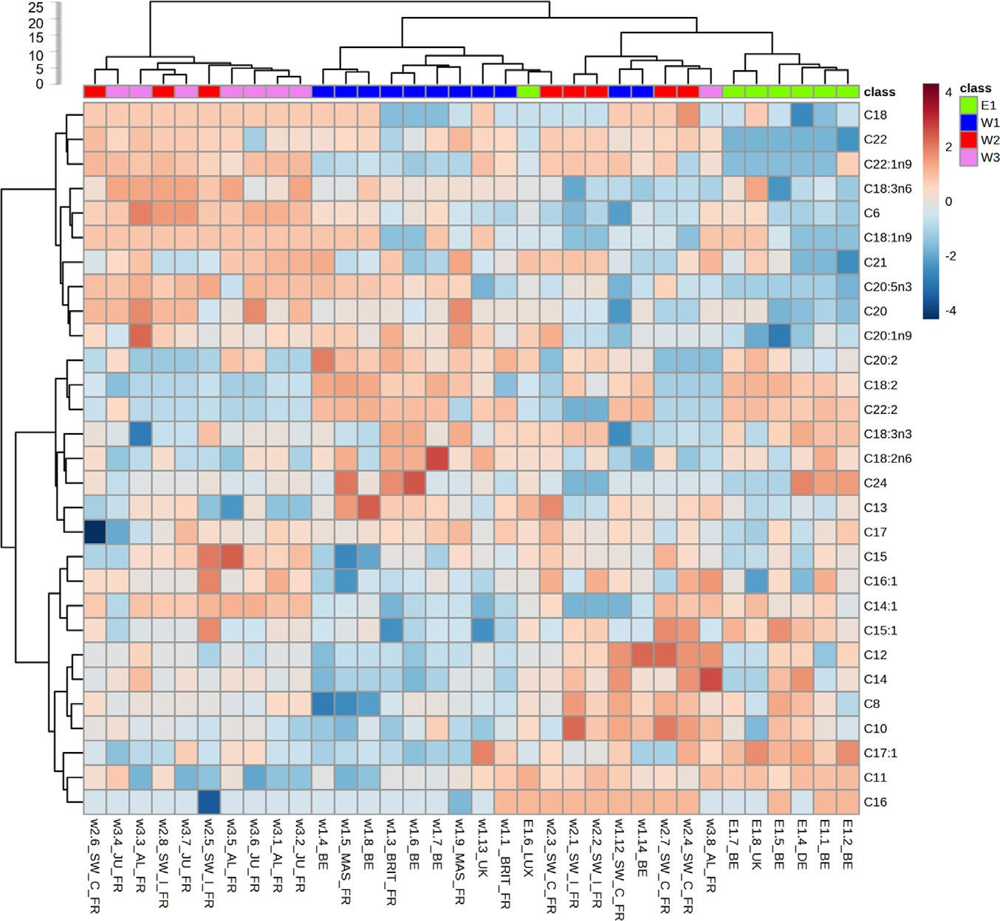 25
20
15
10
5
0
class
C18
C22
C22:1n9
C18:3n6
C6
C18:1n9
C21
C20:5n3
C20
C20:1n9
C20:2
C18:2
C22:2
C18:3n3
C18:2n6
C24
C13
C17
C15
C16:1
C14:1
C15:1
C12
C14
C8
C10
C17:1
C11
C16
4
2
0
-2
-4
class
E1
W1
W2
W3
w2.6_SW_C_FR
w3.4_JU_FR
w3.3_AL_FR
w2.8_SW_I_FR
w3.7_JU_FR
w2.5_SW_I_FR
w3.5_AL_FR
w3.6_JU_FR
w3.1_AL_FR
w3.2_JU_FR
w1.4_BE
w1.5_MAS_FR
w1.8_BE
w1.3_BRIT_FR
w1.6_BE
w1.7_BE
w1.9_MAS_FR
w1.13_UK
w1.1_BRIT_FR
E1.6_LUX
w2.3_SW_C_FR
w2.1_SW_I_FR
w2.2_SW_I_FR
w1.12_SW_C_FR
w1.14_BE
w2.7_SW_C_FR
w2.4_SW_C_FR
w3.8_AL_FR
E1.7_BE
E1.8_UK
E1.5_BE
E1.4_DE
E1.1_BE
E1.2_BE